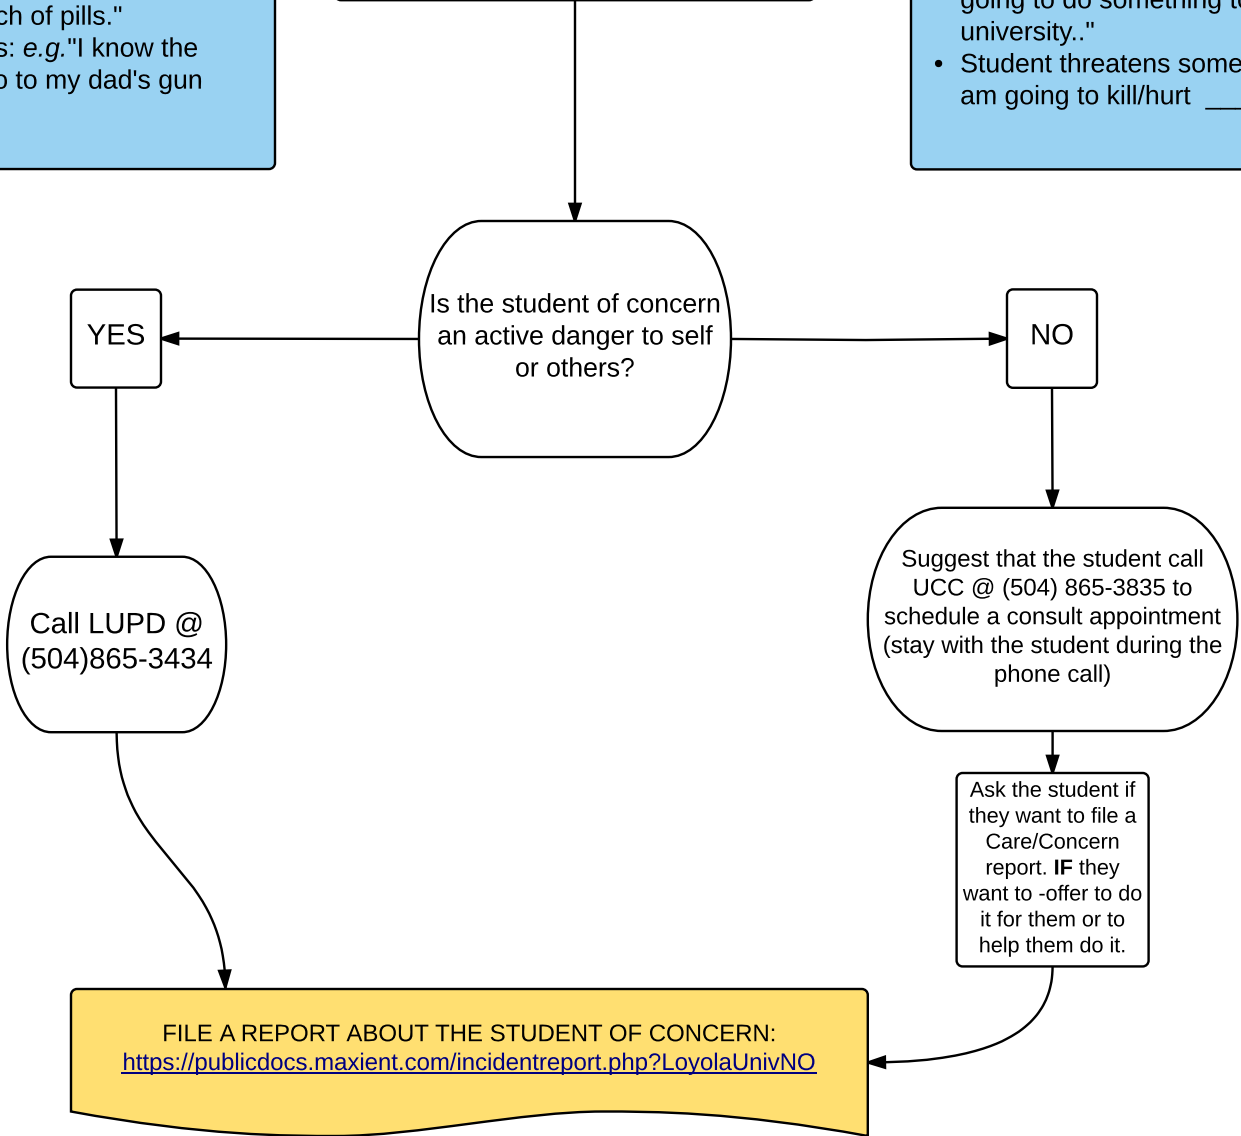 ch of pills."
s: e.g."I know the
o to my dad's gun
going to do something to
university.."
• Student threatens some
am going to kill/hurt ___
Is the student of concern
an active danger to self
or others?
YES
NO
Call LUPD @
(504)865-3434
Suggest that the student call
UCC @ (504) 865-3835 to
schedule a consult appointment
(stay with the student during the
phone call)
Ask the student if
they want to file a
Care/Concern
report. IF they
want to -offer to do
it for them or to
help them do it.
FILE A REPORT ABOUT THE STUDENT OF CONCERN:
https://publicdocs.maxient.com/incidentreport.php?LoyolaUnivNO